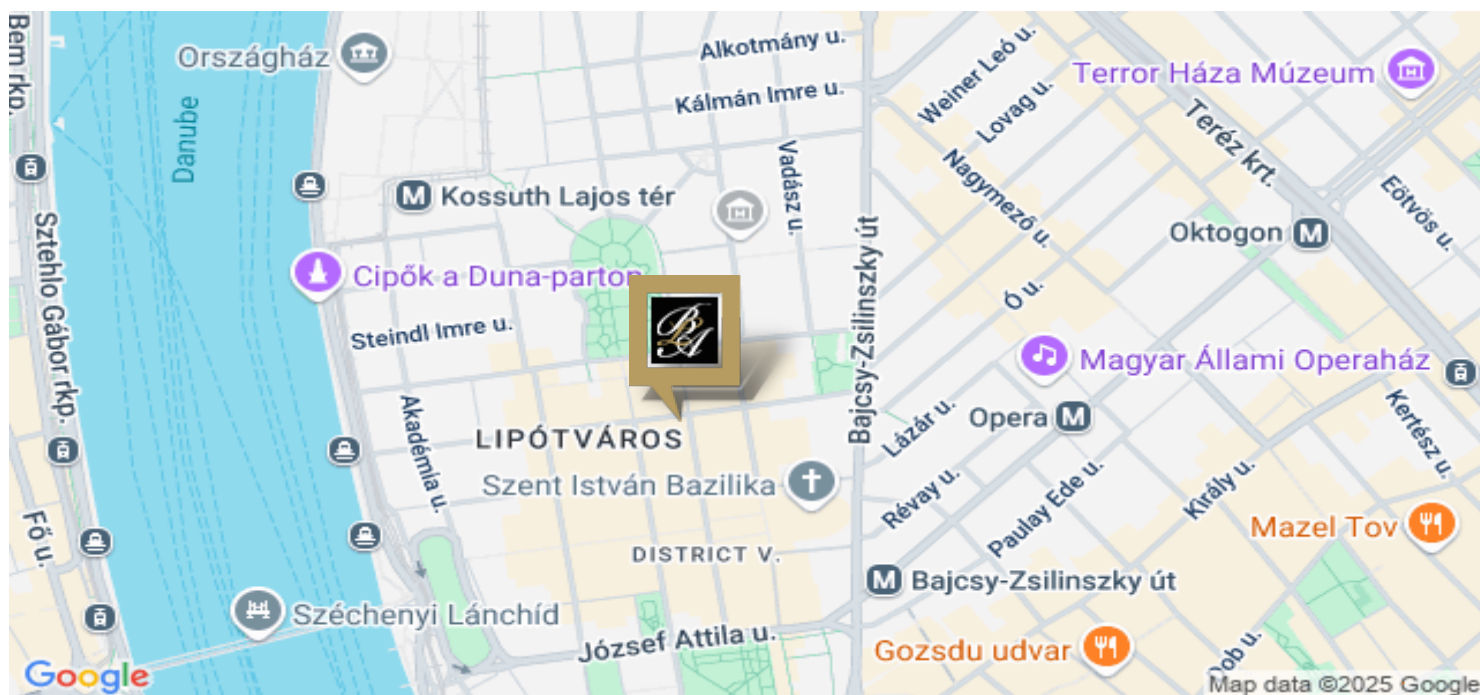 Bem rkp.
Országház
Danube
Alkotmány u.
Kálmán Imre u.
Weiner Leó u.
Lovag u.
Terror Háza Múzeum
Teréz krt.
Eötvös u.
M Kossuth Lajos tér
Vadász u.
Nagymező u.
Oktogon M
Sztehlo Gábor rkp.
Cipők a Duna-parton
Bajcsy-Zsilinszky út
Ó u.
Steindl Imre u.
B L A
Magyar Állami Operaház
Akadémia u.
Lázár u.
Opera M
Kertész u.
LIPÓTVÁROS
Szent István Bazilika
Révay u.
Paulay Ede u.
Király u.
Fő u.
Mazel Tov
DISTRICT V.
M Bajcsy-Zsilinszky út
Széchenyi Lánchíd
József Attila u.
Gozsdu udvar
Dob u.
Google
Map data ©2025 Google